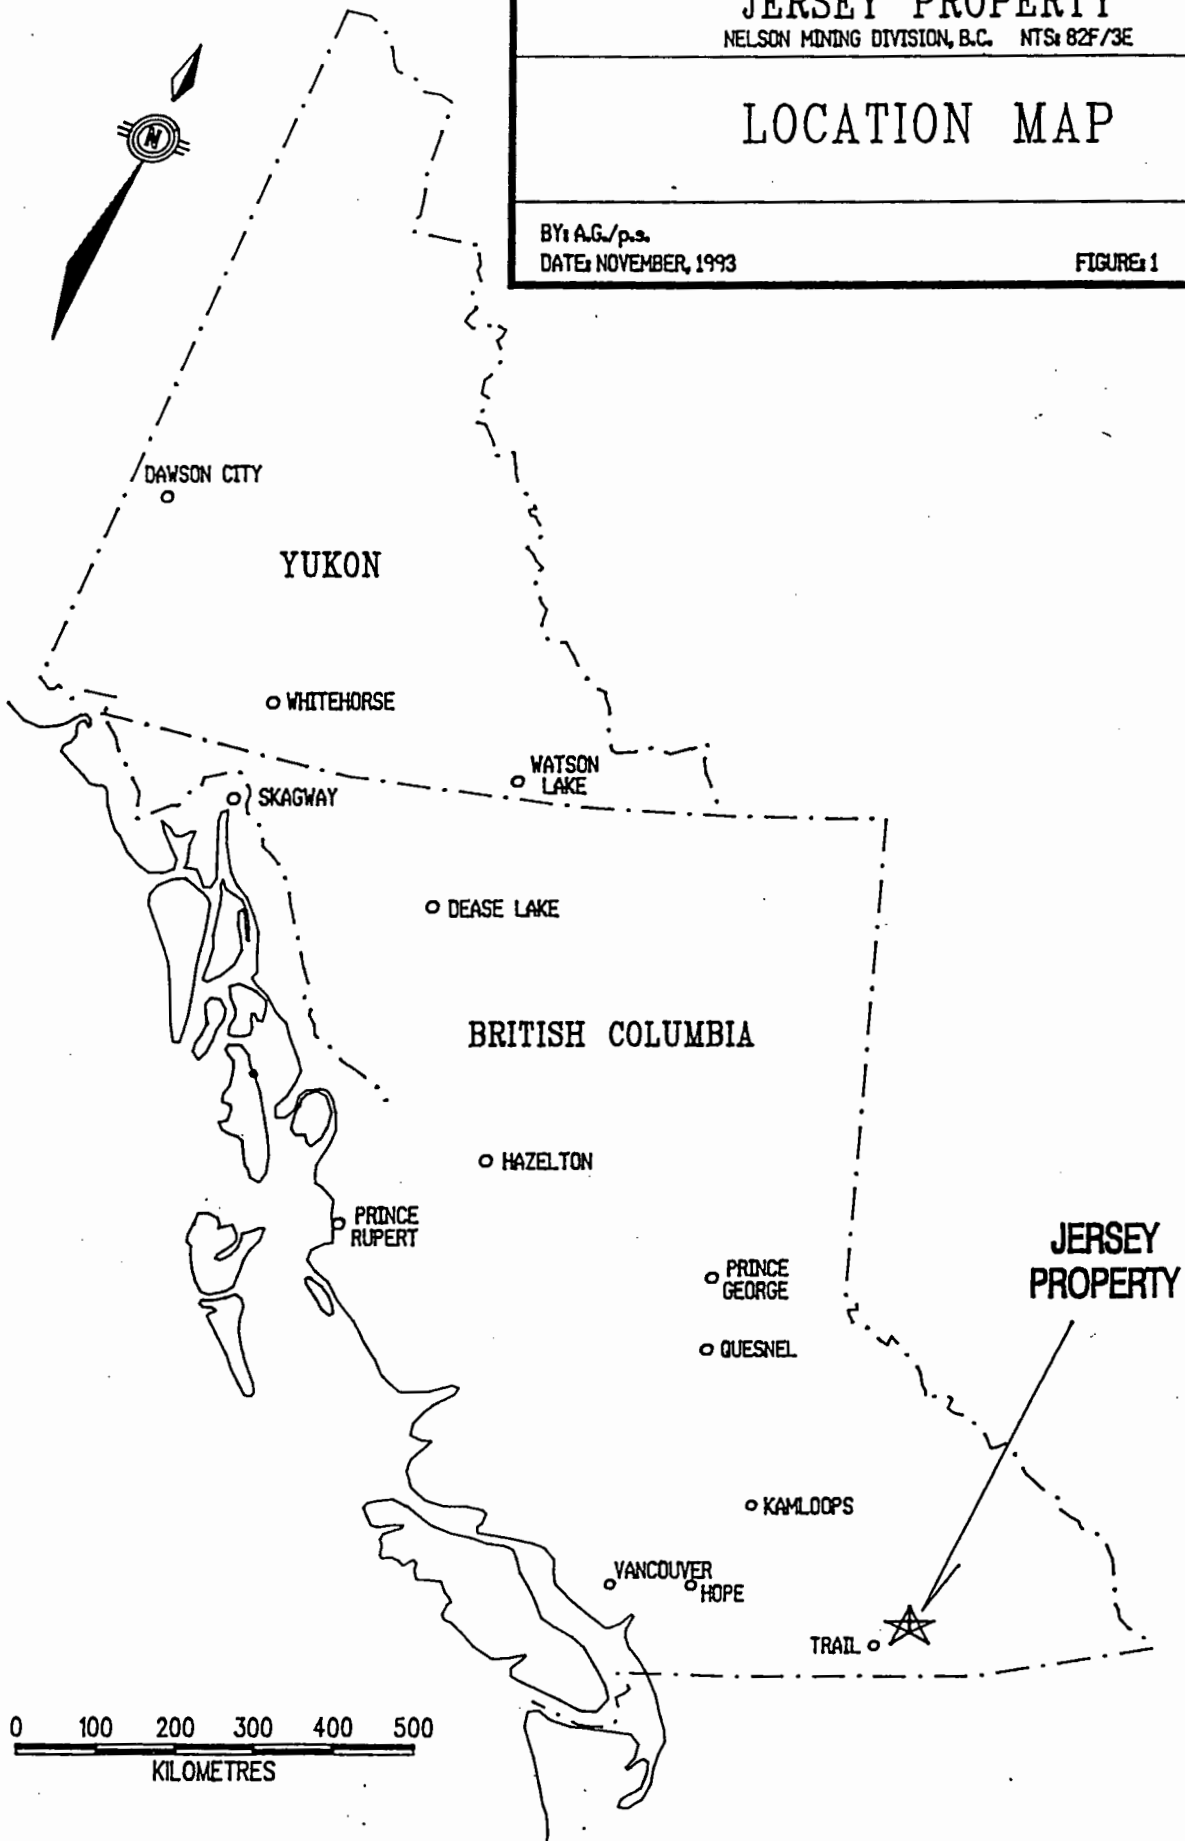 JERSEY PROPERTY
NELSON MINING DIVISION, B.C. NTS: 82F/3E
LOCATION MAP
BY: A.G./p.s.
DATE: NOVEMBER, 1993
FIGURE: 1
N
DAWSON CITY
YUKON
WHITEHORSE
WATSON
LAKE
SKAGWAY
DEASE LAKE
BRITISH COLUMBIA
HAZELTON
PRINCE
RUPERT
JERSEY
PROPERTY
PRINCE
GEORGE
QUESNEL
KAMLOOPS
VANCOUVER
HOPE
TRAIL
0 100 200 300 400 500
KILOMETRES